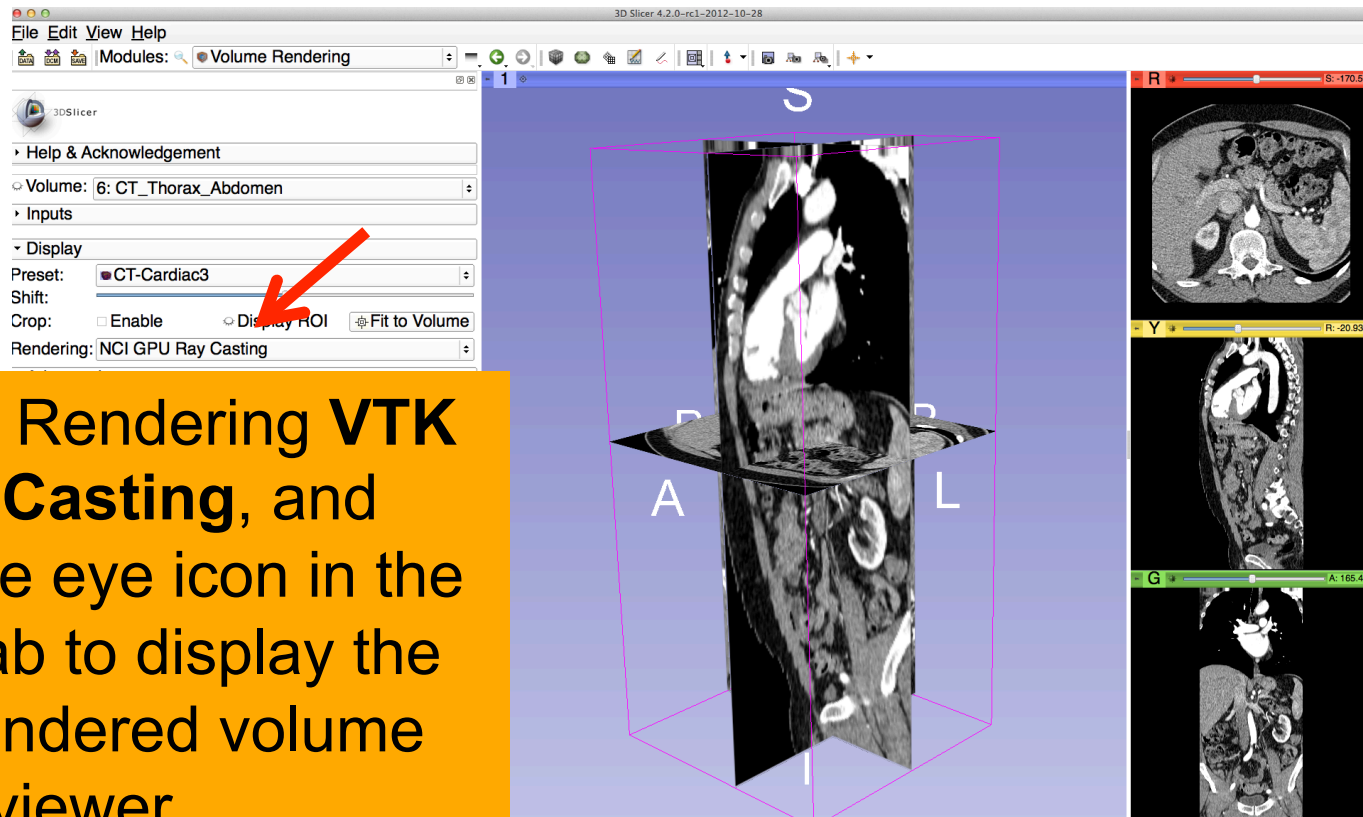 3D Slicer 4.2.0-rc1-2012-10-28
File Edit View Help
DATA DCM SAVE Modules: Volume Rendering
1
R S: -170.5
3DSlicer
Help & Acknowledgement
Volume: 6: CT_Thorax_Abdomen
Inputs
Display
Preset: CT-Cardiac3
Shift:
Crop: Enable Display ROI Fit to Volume
Rendering: NCI GPU Ray Casting
S
A
L
I
Y R: -20.93
G A: 165.4
Rendering VTK
Casting, and
e eye icon in the
ab to display the
ndered volume
viewer